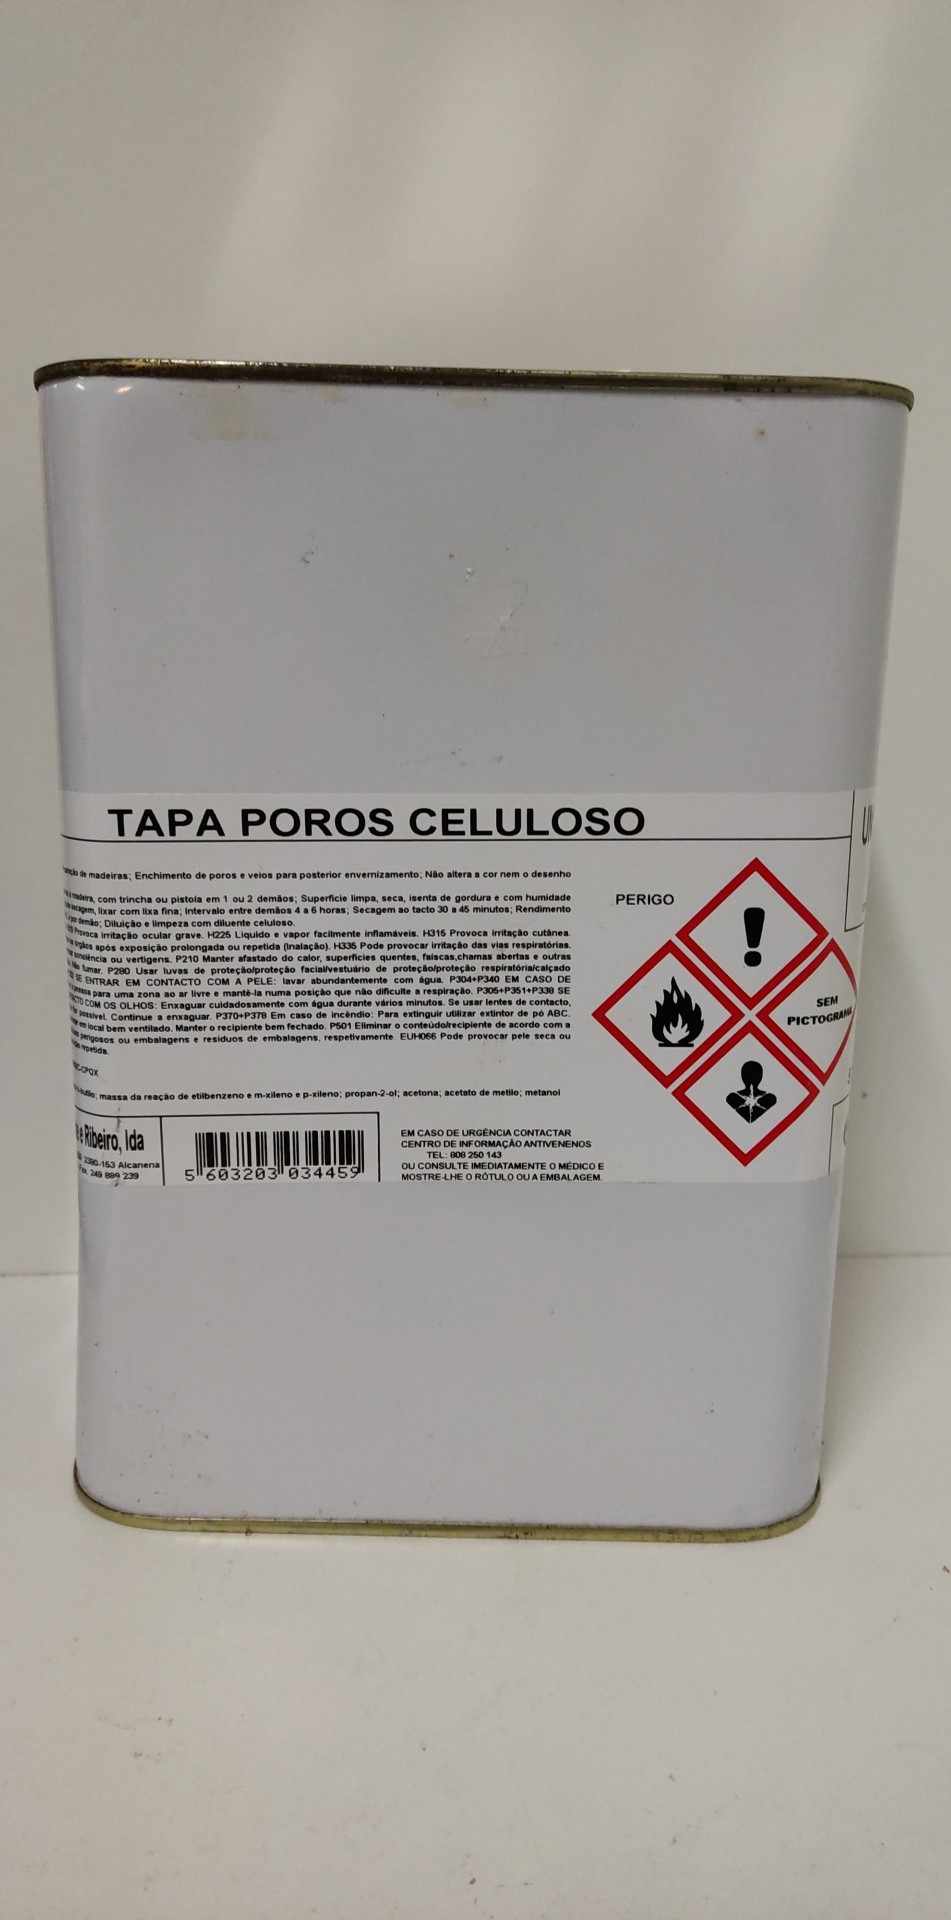 TAPA POROS CELULOSO
UN
de madeiras; Enchimento de poros e veios para posterior envernizamento; Não altera a cor nem o desenho
madeira, com trincha ou pistola em 1 ou 2 demãos; Superfície limpa, seca, isenta de gordura e com humidade
secagem, lixar com lixa fina; Intervalo entre demãos 4 a 6 horas; Secagem ao tacto 30 a 45 minutos; Rendimento
por demão; Diluição e limpeza com diluente celuloso.
Provoca irritação ocular grave. H225 Líquido e vapor facilmente inflamáveis. H315 Provoca irritação cutânea.
órgãos após exposição prolongada ou repetida (Inalação). H335 Pode provocar irritação das vias respiratórias.
sonolência ou vertigens. P210 Manter afastado do calor, superfícies quentes, faíscas,chamas abertas e outras
Não fumar. P280 Usar luvas de proteção/proteção facial/vestuário de proteção/proteção respiratória/calçado
SE ENTRAR EM CONTACTO COM A PELE: lavar abundantemente com água. P304+P340 EM CASO DE
pessoa para uma zona ao ar livre e mantê-la numa posição que não dificulte a respiração. P305+P351+P338 SE
COM OS OLHOS: Enxaguar cuidadosamente com água durante vários minutos. Se usar lentes de contacto,
for possível. Continue a enxaguar. P370+P378 Em caso de incêndio: Para extinguir utilizar extintor de pó ABC.
em local bem ventilado. Manter o recipiente bem fechado. P501 Eliminar o conteúdo/recipiente de acordo com a
perigosos ou embalagens e resíduos de embalagens, respetivamente. EUH066 Pode provocar pele seca ou
repetida.
-CPQX
massa da reação de etilbenzeno e m-xileno e p-xileno; propan-2-ol; acetona; acetato de metilo; metanol
PERIGO
SEM
PICTOGRAMA
e Ribeiro, lda
2380-153 Alcanena
Fax. 249 889 239
5 603203 034459
EM CASO DE URGÊNCIA CONTACTAR
CENTRO DE INFORMAÇÃO ANTIVENENOS
TEL: 808 250 143
OU CONSULTE IMEDIATAMENTE O MÉDICO E
MOSTRE-LHE O RÓTULO OU A EMBALAGEM.